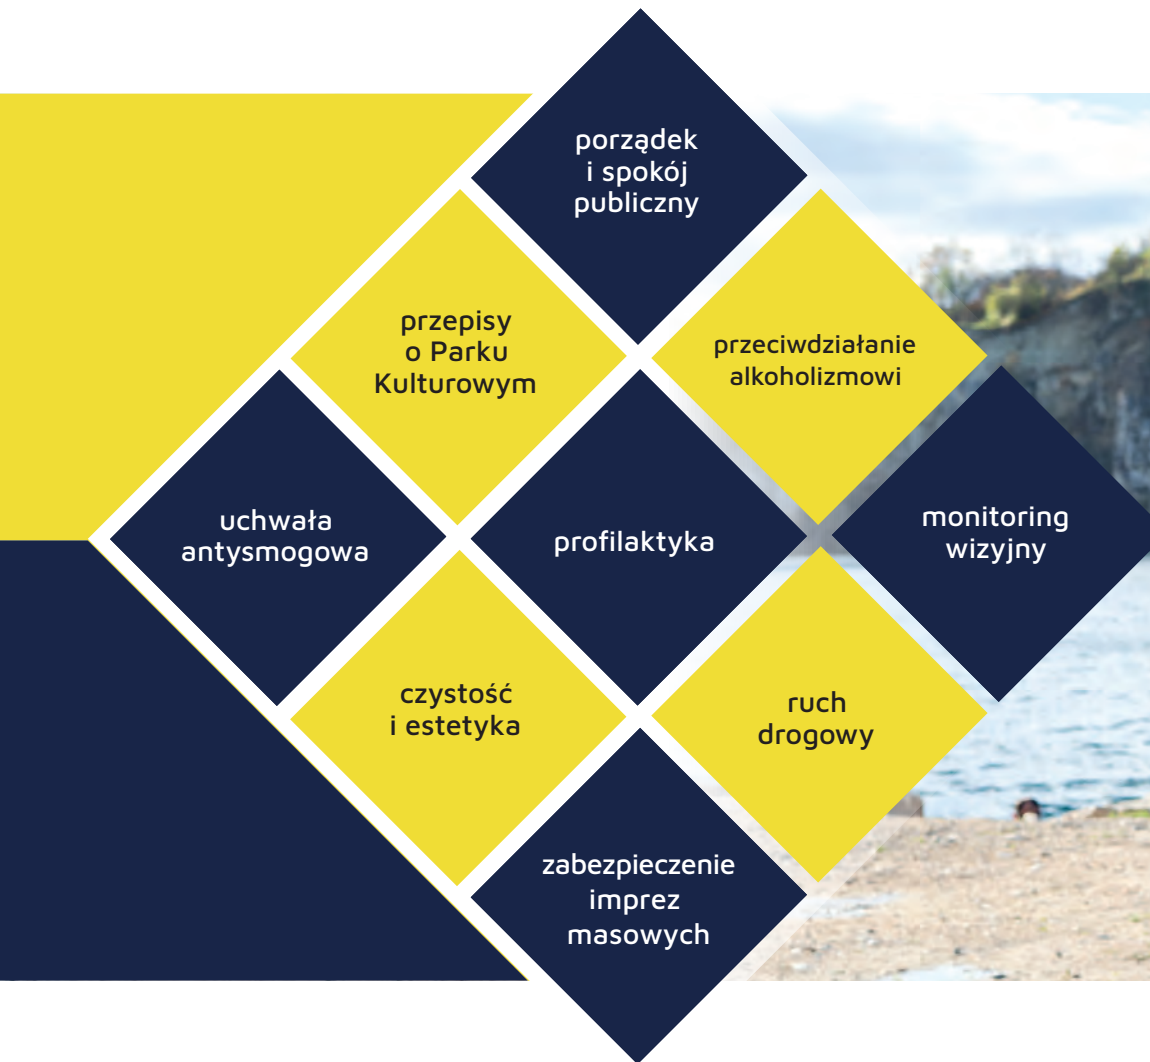 porządek
i spokój
publiczny
przepisy
o Parku
Kulturowym
przeciwdziałanie
alkoholizmowi
uchwała
antysmogowa
profilaktyka
monitoring
wizyjny
czystość
i estetyka
ruch
drogowy
zabezpieczenie
imprez
masowych